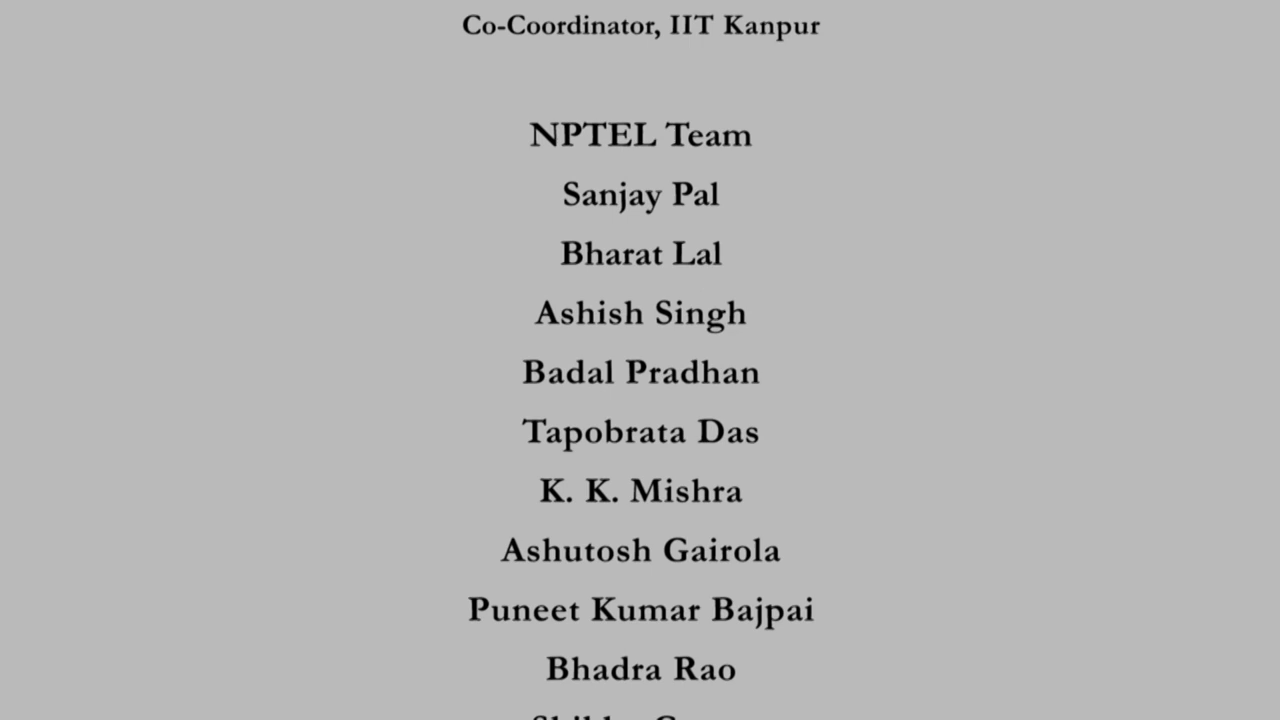 Co-Coordinator, IIT Kanpur
NPTEL Team
Sanjay Pal
Bharat Lal
Ashish Singh
Badal Pradhan
Tapobrata Das
K. K. Mishra
Ashutosh Gairola
Puneet Kumar Bajpai
Bhadra Rao